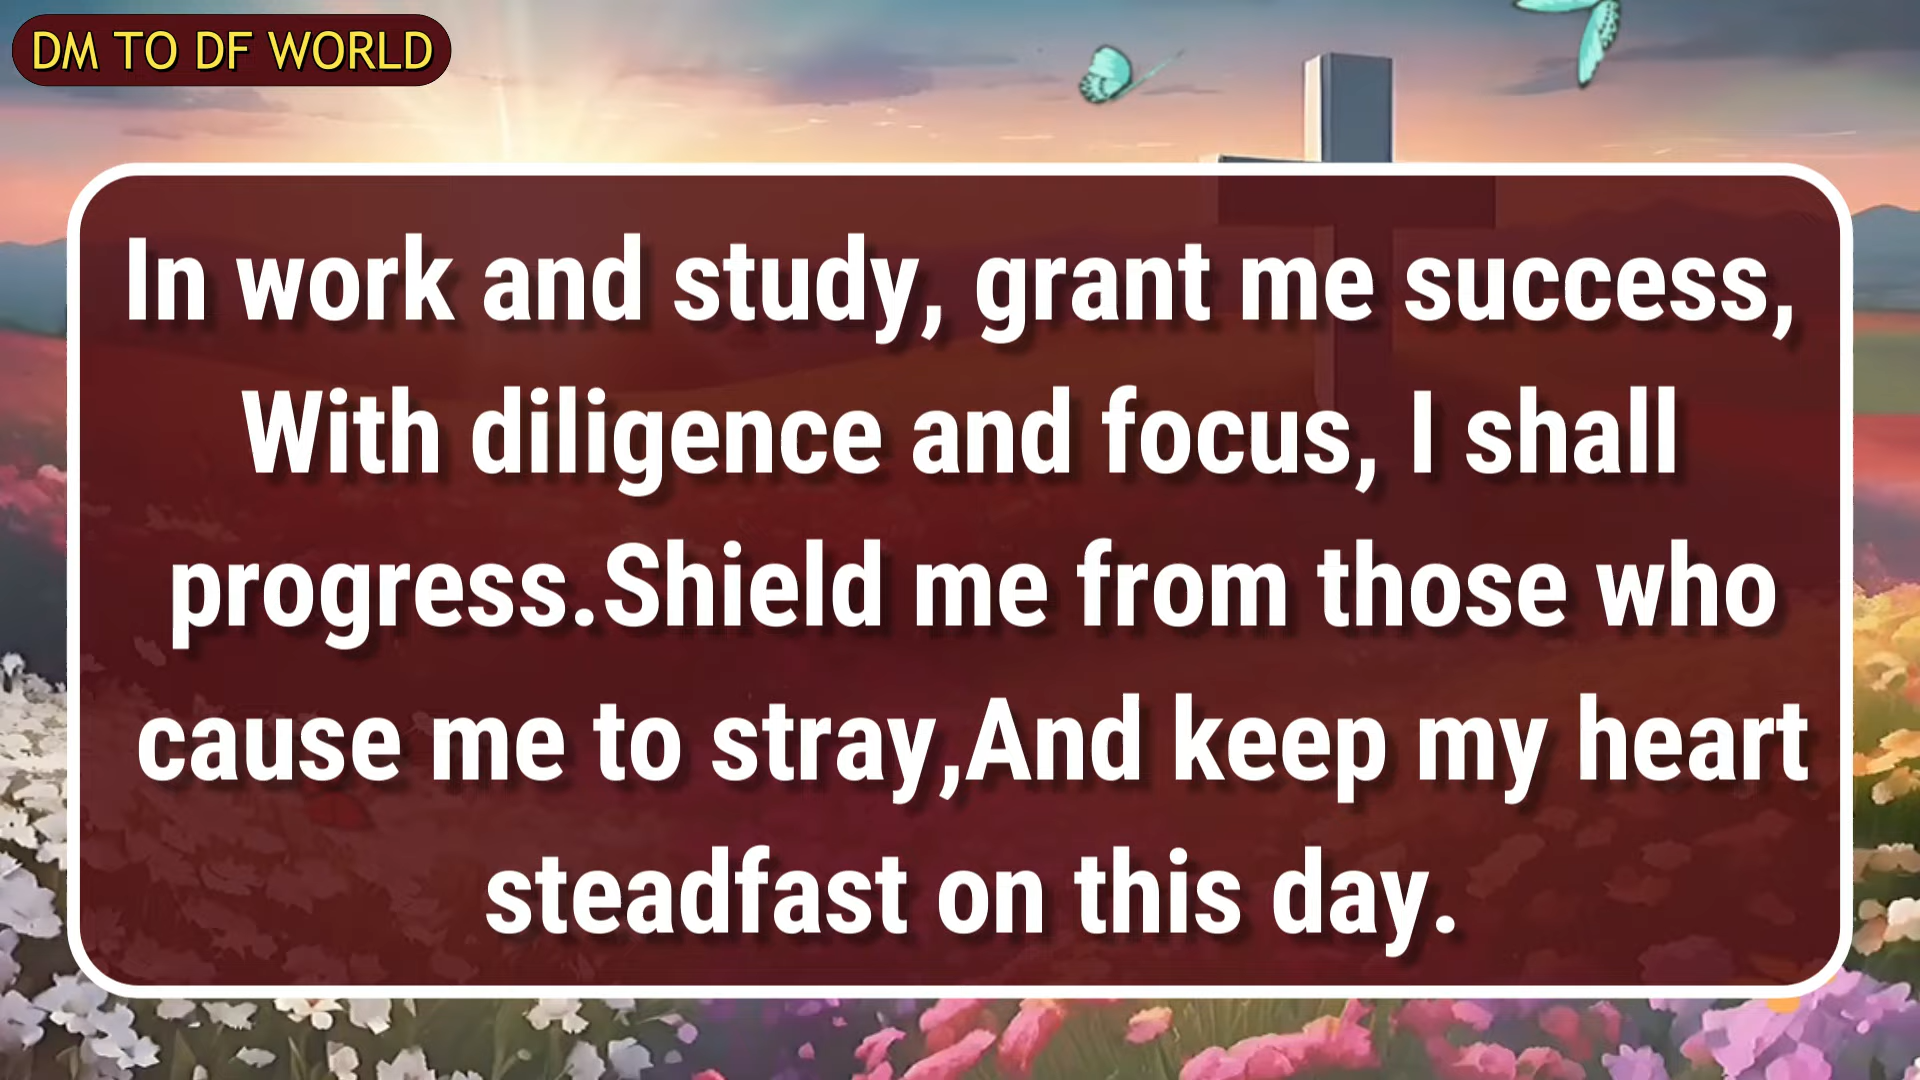 DM TO DF WORLD
In work and study, grant me success,
With diligence and focus, I shall
progress.Shield me from those who
cause me to stray,And keep my heart
steadfast on this day.